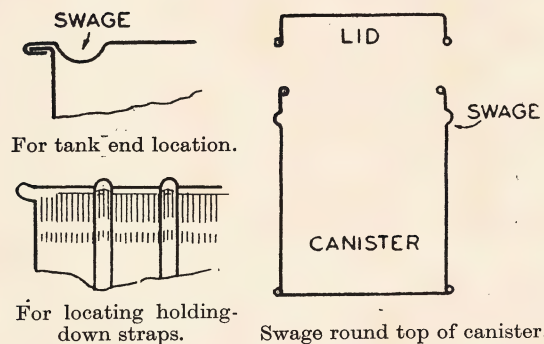 SWAGE
For tank end location.
For locating holding-
down straps.
LID
SWAGE
CANISTER
Swage round top of canister